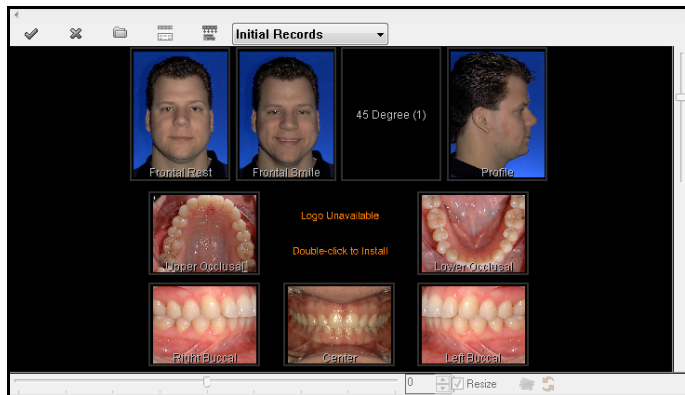 Initial Records
45 Degree (1)
Frontal Rest
Frontal Smile
Profile
Logo Unavailable
Double-click to Install
Upper Occlusal
Lower Occlusal
Right Buccal
Center
Left Buccal
0
Resize